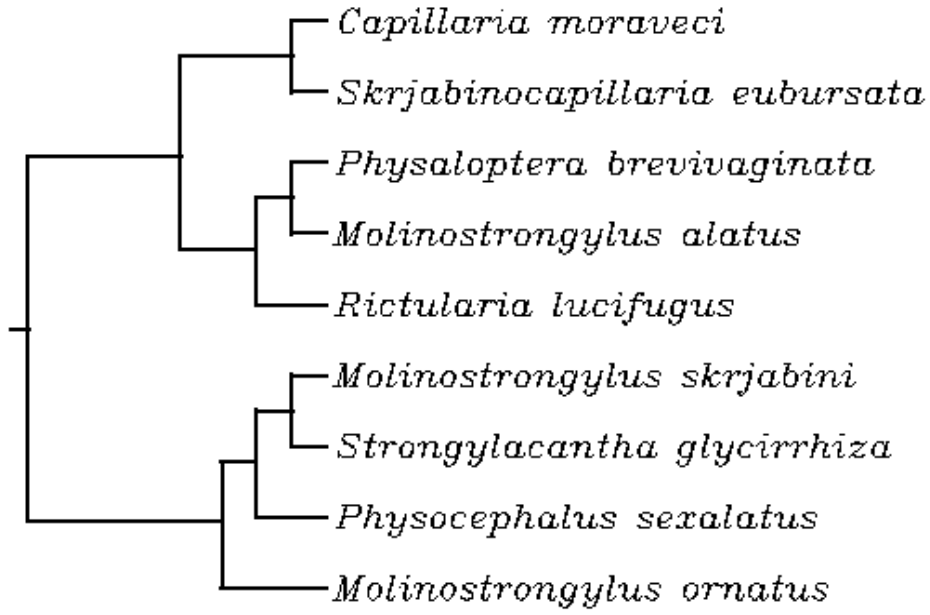 Capillaria moraveci
Skrjabinocapillaria eubursata
Physaloptera brevivaginata
Molinostrongylus alatus
Rictularia lucifugus
Molinostrongylus skrjabini
Strongylacantha glycirrhiza
Physocephalus sexalatus
Molinostrongylus ornatus